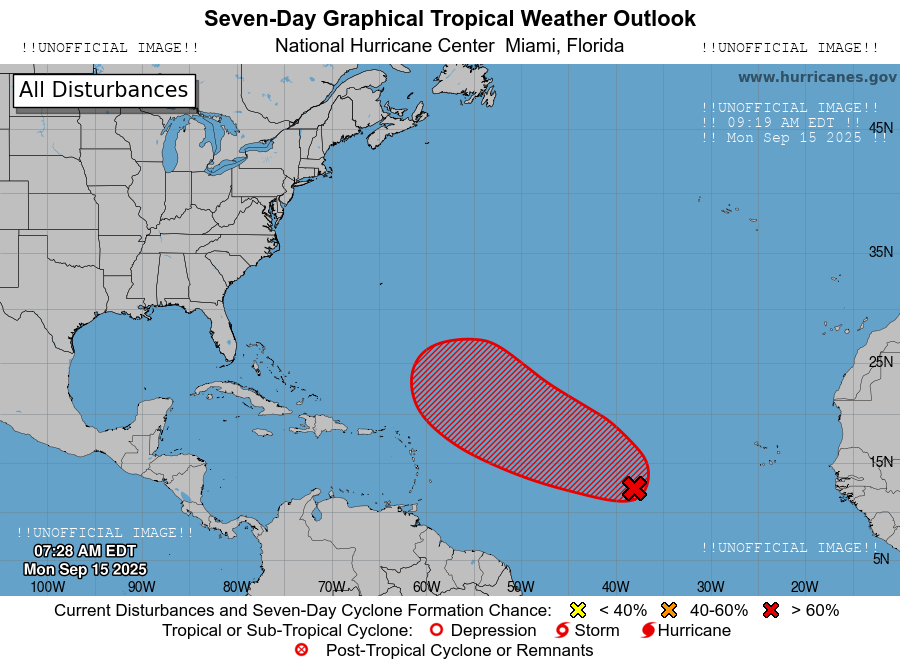 Seven-Day Graphical Tropical Weather Outlook
!!UNOFFICIAL IMAGE!!
National Hurricane Center Miami, Florida
!!UNOFFICIAL IMAGE!!
All Disturbances
www.hurricanes.gov
!!UNOFFICIAL IMAGE!!
!! 09:19 AM EDT !!
!! Mon Sep 15 2025 !!
45N
35N
25N
15N
5N
!!UNOFFICIAL IMAGE!!
07:28 AM EDT
Mon Sep 15 2025
!!UNOFFICIAL IMAGE!!
100W 90W 80W 70W 60W 50W 40W 30W 20W
Current Disturbances and Seven-Day Cyclone Formation Chance: < 40% 40-60% > 60%
Tropical or Sub-Tropical Cyclone: Depression Storm Hurricane
Post-Tropical Cyclone or Remnants